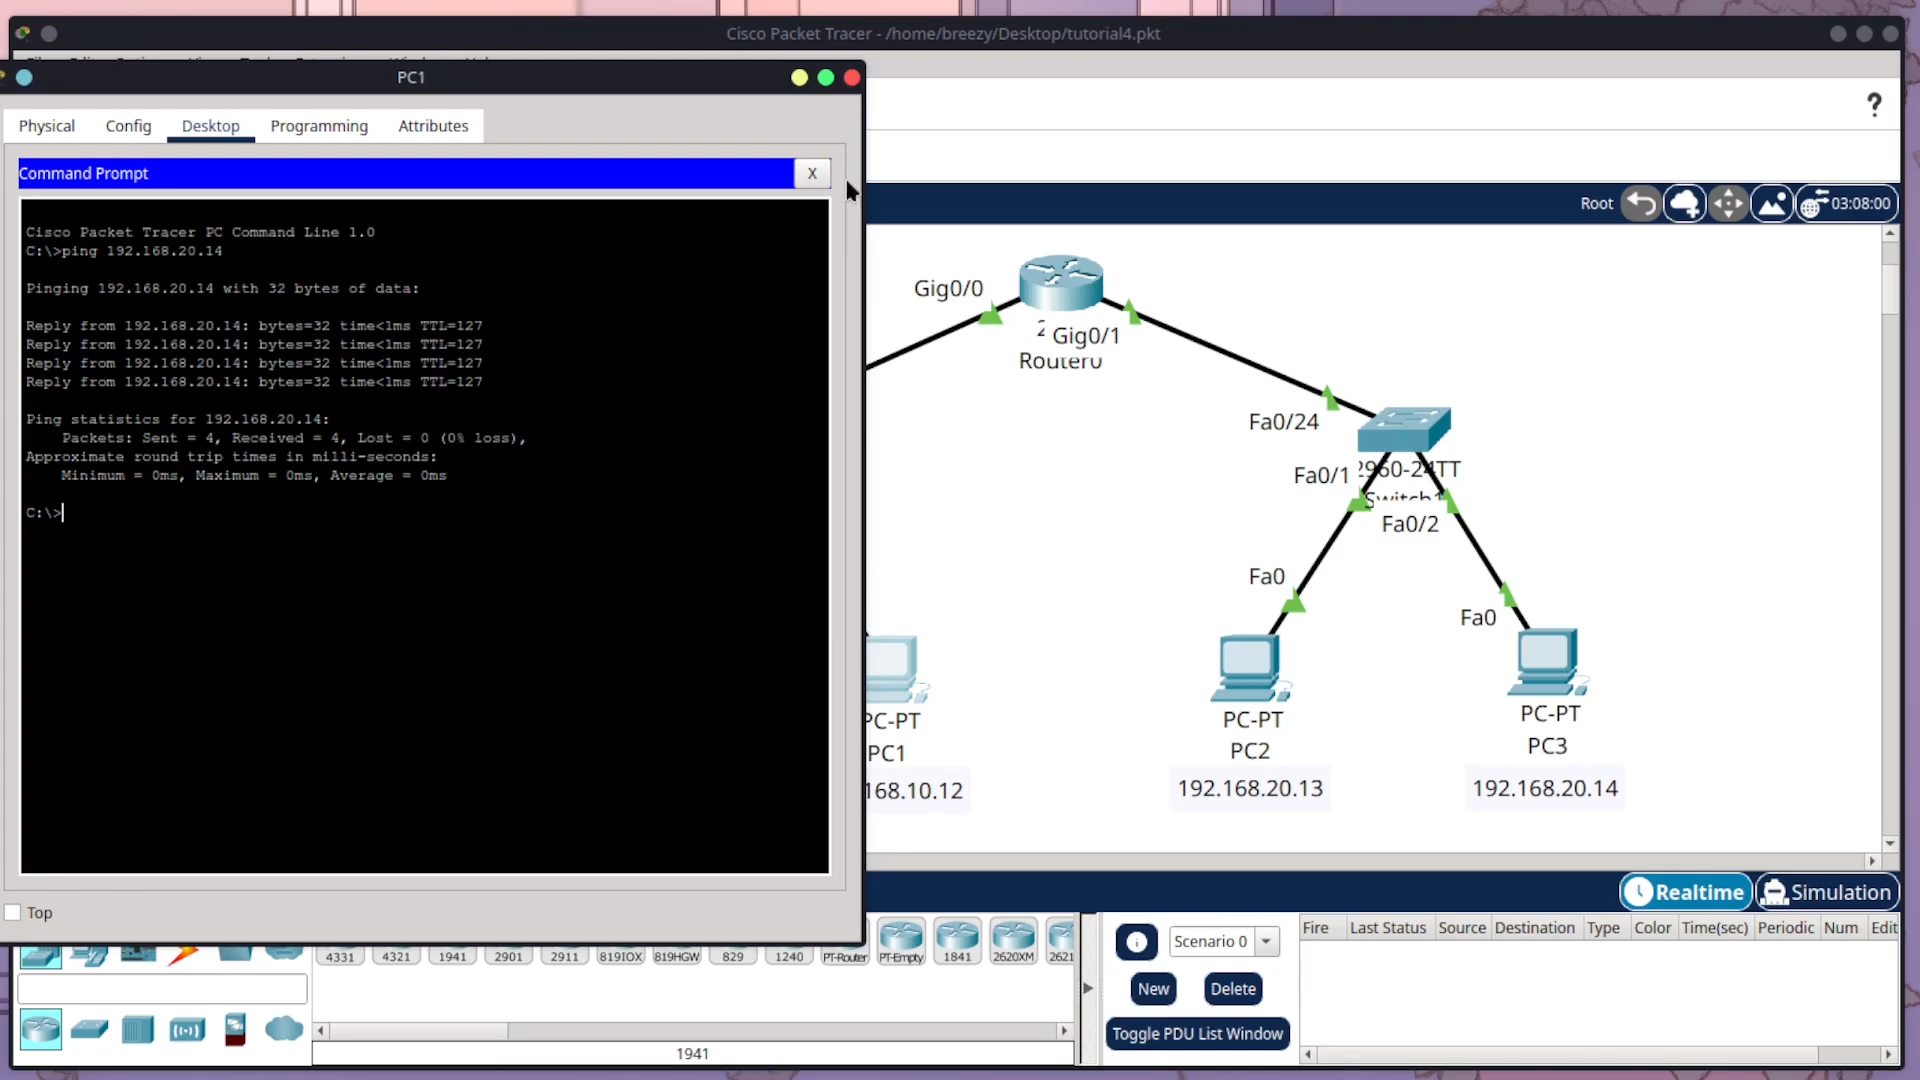 Cisco Packet Tracer - /home/breezy/Desktop/tutorial4.pkt
PC1
Physical
Config
Desktop
Programming
Attributes
Command Prompt
X
Cisco Packet Tracer PC Command Line 1.0
C:\>ping 192.168.20.14
Pinging 192.168.20.14 with 32 bytes of data:
Reply from 192.168.20.14: bytes=32 time<1ms TTL=127
Reply from 192.168.20.14: bytes=32 time<1ms TTL=127
Reply from 192.168.20.14: bytes=32 time<1ms TTL=127
Reply from 192.168.20.14: bytes=32 time<1ms TTL=127
Ping statistics for 192.168.20.14:
Packets: Sent = 4, Received = 4, Lost = 0 (0% loss),
Approximate round trip times in milli-seconds:
Minimum = 0ms, Maximum = 0ms, Average = 0ms
C:\>
Top
?
Root
03:08:00
Gig0/0
2
Gig0/1
Router0
Fa0/24
Fa0/1
2960-24TT
Switch1
Fa0/2
Fa0
Fa0
PC-PT
PC1
168.10.12
PC-PT
PC2
192.168.20.13
PC-PT
PC3
192.168.20.14
Realtime
Simulation
4331
4321
1941
2901
2911
819IOX
819HGW
829
1240
PT-Router
PT-Empty
1841
2620XM
2621
1941
Scenario 0
New
Delete
Toggle PDU List Window
Fire
Last Status
Source
Destination
Type
Color
Time(sec)
Periodic
Num
Edit